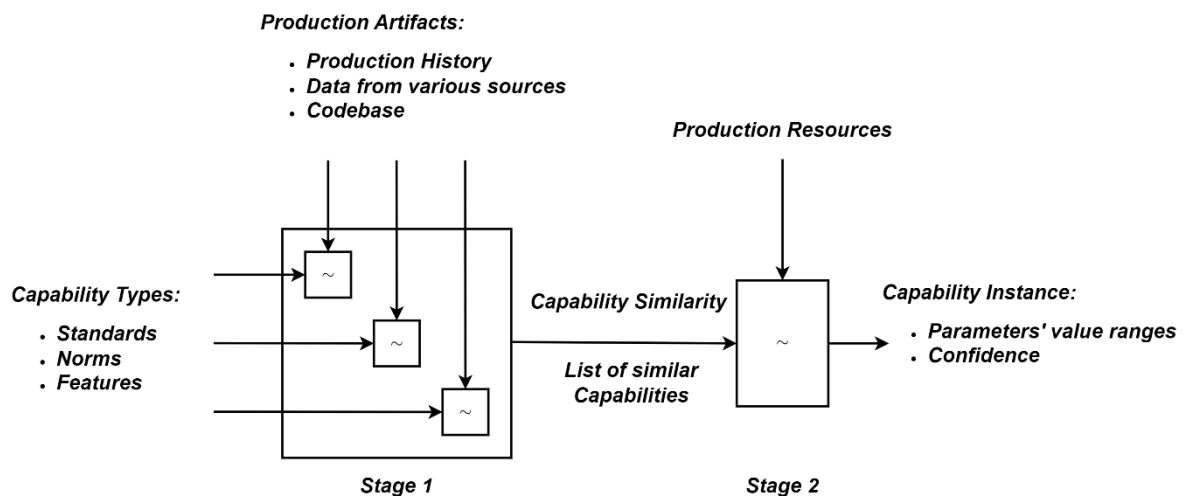 Production Artifacts:
• Production History
• Data from various sources
• Codebase
Production Resources
~
~
~
Capability Types:
• Standards
• Norms
• Features
Capability Similarity
List of similar
Capabilities
~
Capability Instance:
• Parameters' value ranges
• Confidence
Stage 1
Stage 2